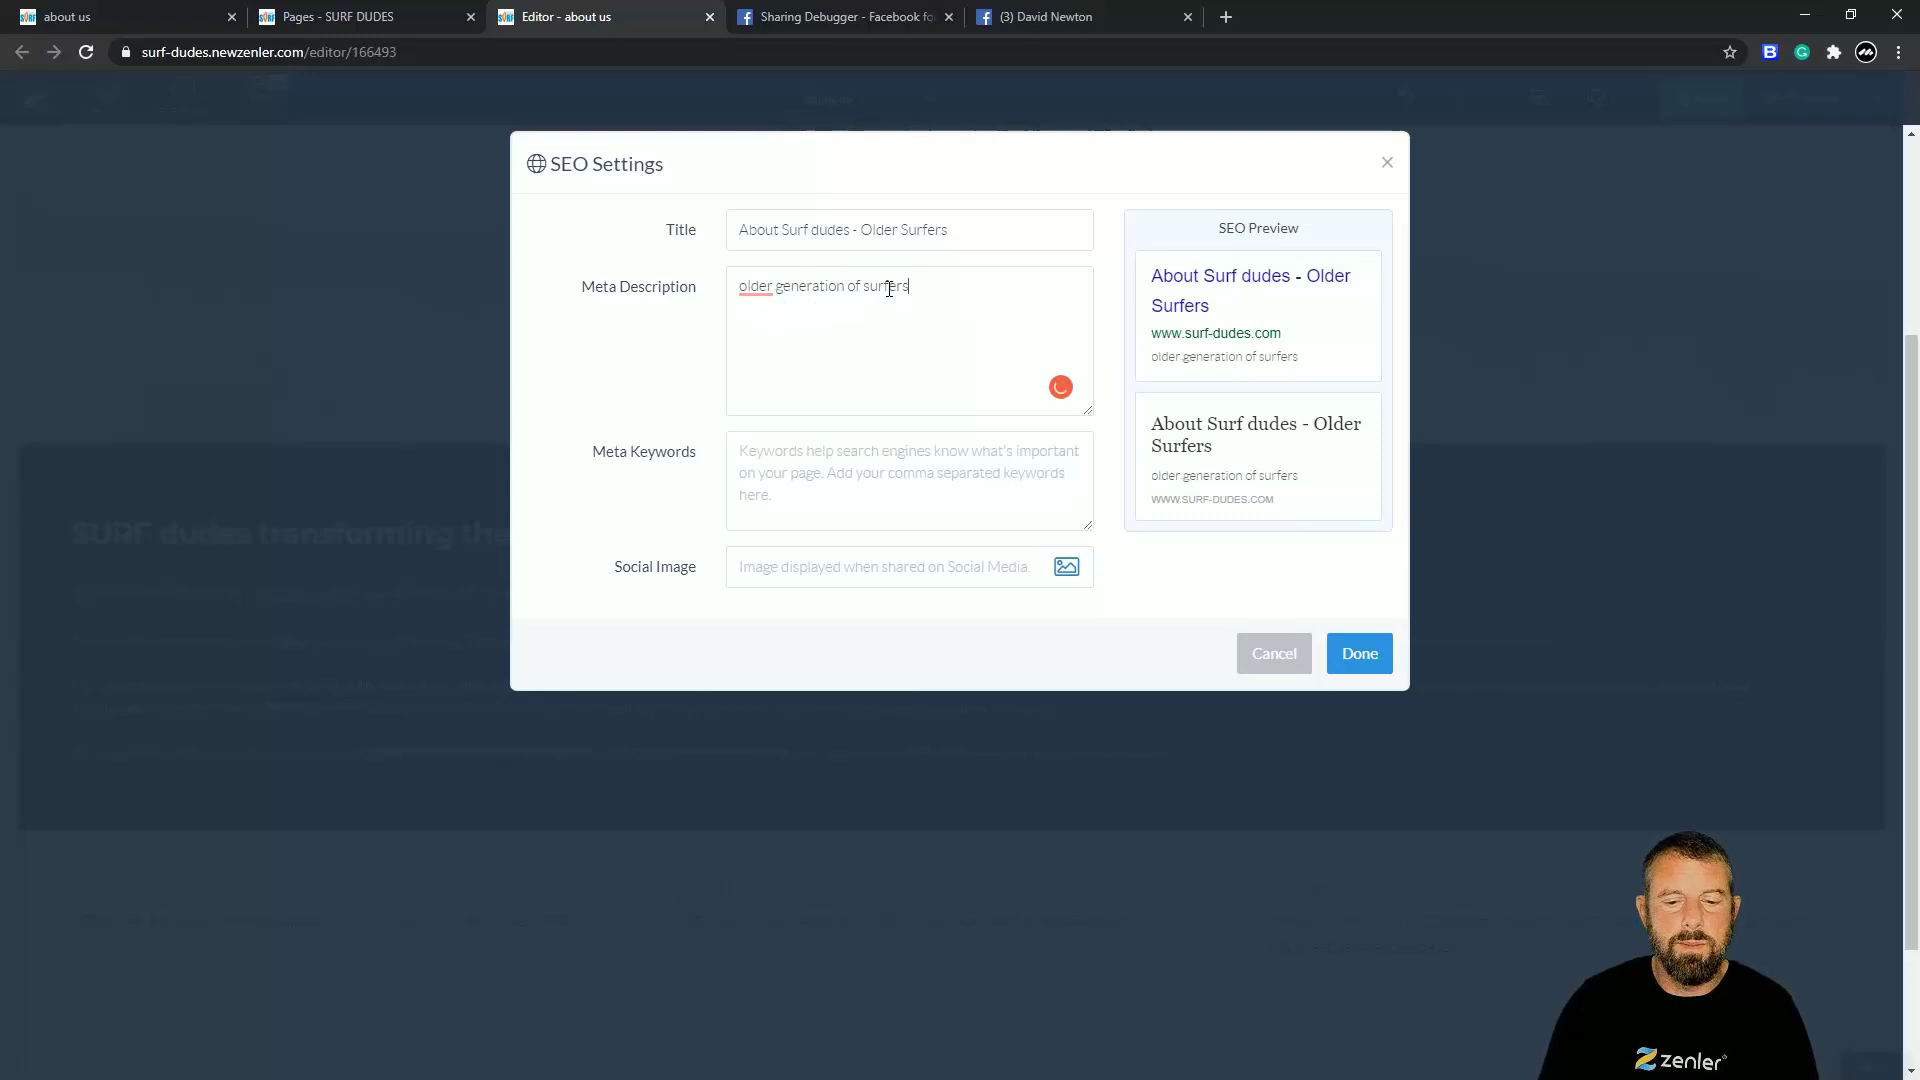 about us
Pages - SURF DUDES
Editor - about us
Sharing Debugger - Facebook fo
(3) David Newton
surf-dudes.newzenler.com/editor/166493
SEO Settings
Title
About Surf dudes - Older Surfers
Meta Description
older generation of surfers
Meta Keywords
Keywords help search engines know what's important
on your page. Add your comma separated keywords
here.
Social Image
Image displayed when shared on Social Media.
SEO Preview
About Surf dudes - Older
Surfers
www.surf-dudes.com
older generation of surfers
About Surf dudes - Older
Surfers
older generation of surfers
WWW.SURF-DUDES.COM
Cancel
Done
SURF dudes transforming the
zenler